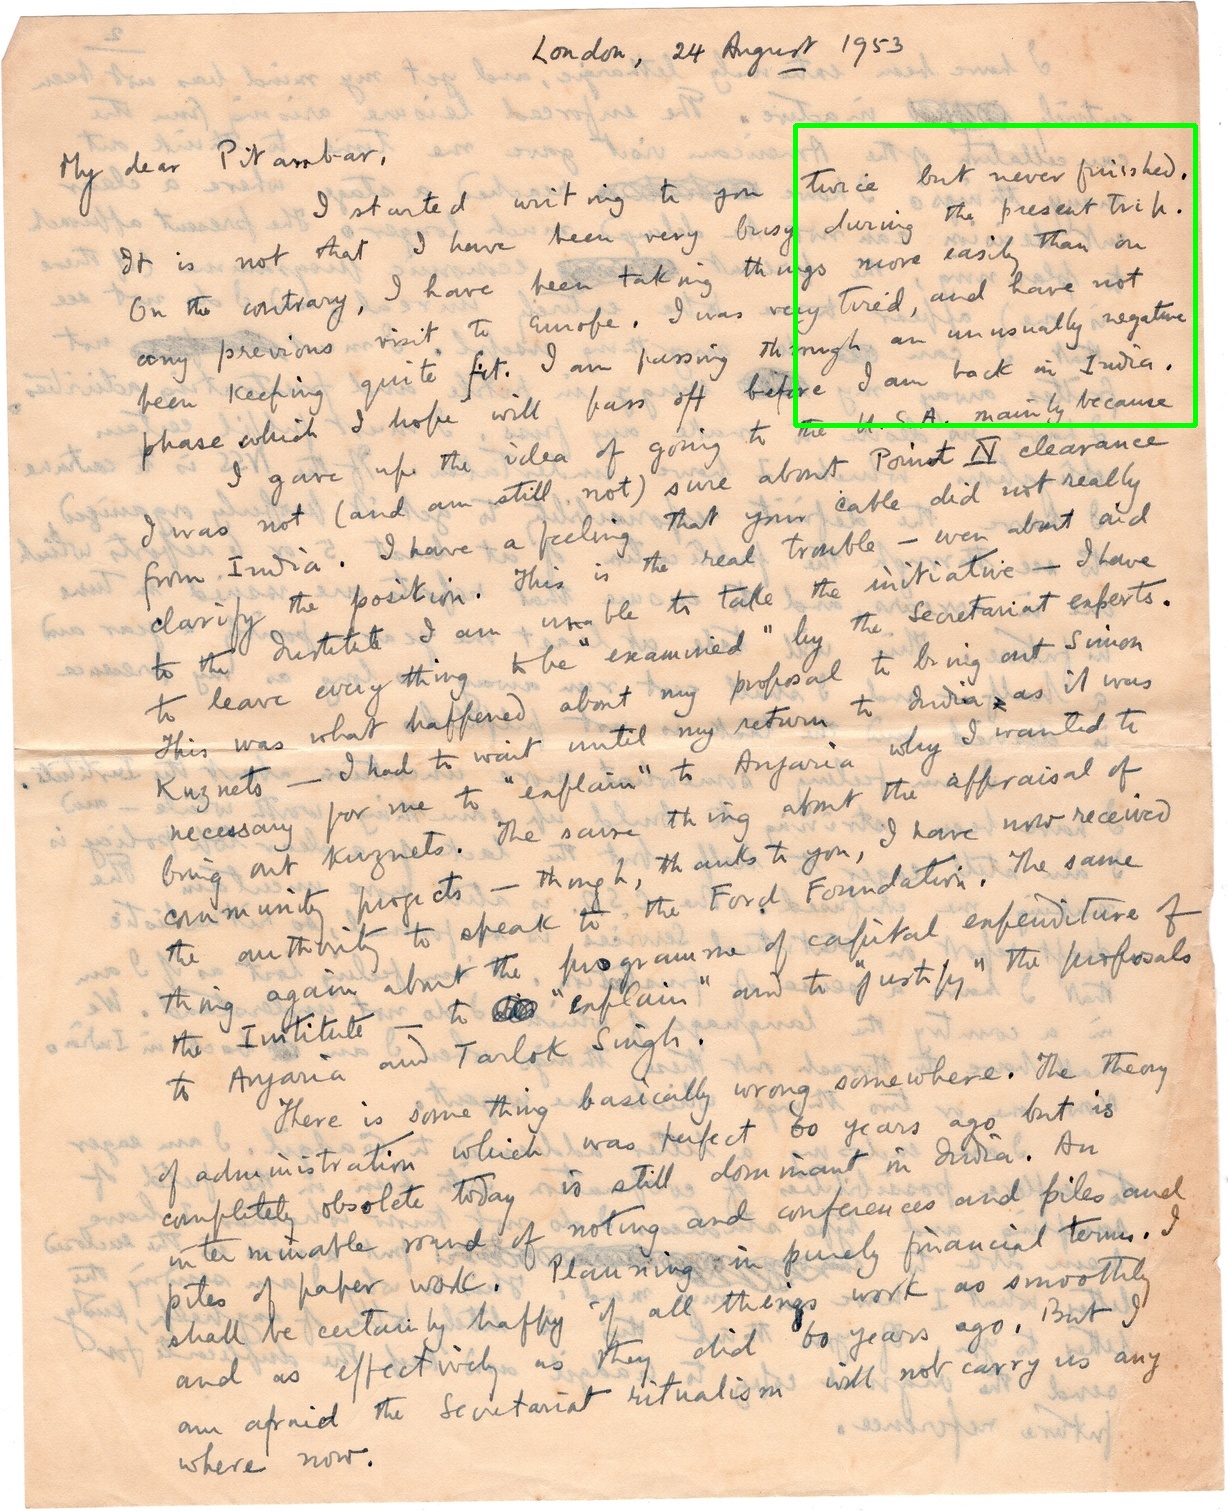 London, 24 August 1953
My dear Pitambar,
I started writing to you twice but never finished.
It is not that I have been very busy during the present trip.
On the contrary, I have been taking things more easily than on
any previous visit to Europe. I was very tired, and have not
been keeping quite fit. I am passing through an unusually negative
phase which I hope will pass off before I am back in India.
I gave up the idea of going to the U.S.A. mainly because
I was not (and am still not) sure about Point IV clearance
from India. I have a feeling that your cable did not really
clarify the position. This is the real trouble — even about aid
to the Institute I am unable to take the initiative — I have
to leave every thing to be "examined" by the Secretariat experts.
This was what happened about my proposal to bring out Simon
Kuznets — I had to wait until my return to India, as it was
necessary for me to "explain" to Anjaria why I wanted to
bring out Kuznets. The same thing about the appraisal of
community projects — though, thanks to you, I have now received
the authority to speak to the Ford Foundation. The same
thing again about the programme of capital expenditure of
the Institute — to "explain" and to "justify" the proposals
to Anjaria and Tarlok Singh.
There is some thing basically wrong somewhere. The theory
of administration which was perfect 60 years ago but is
completely obsolete today is still dominant in India. An
interminable round of noting and conferences and piles and
piles of paper work. Planning in purely financial terms. I
shall be certainly happy if all things work as smoothly
and as effectively as they did 60 years ago. But I
am afraid the Secretariat ritualism will not carry us any
where now.